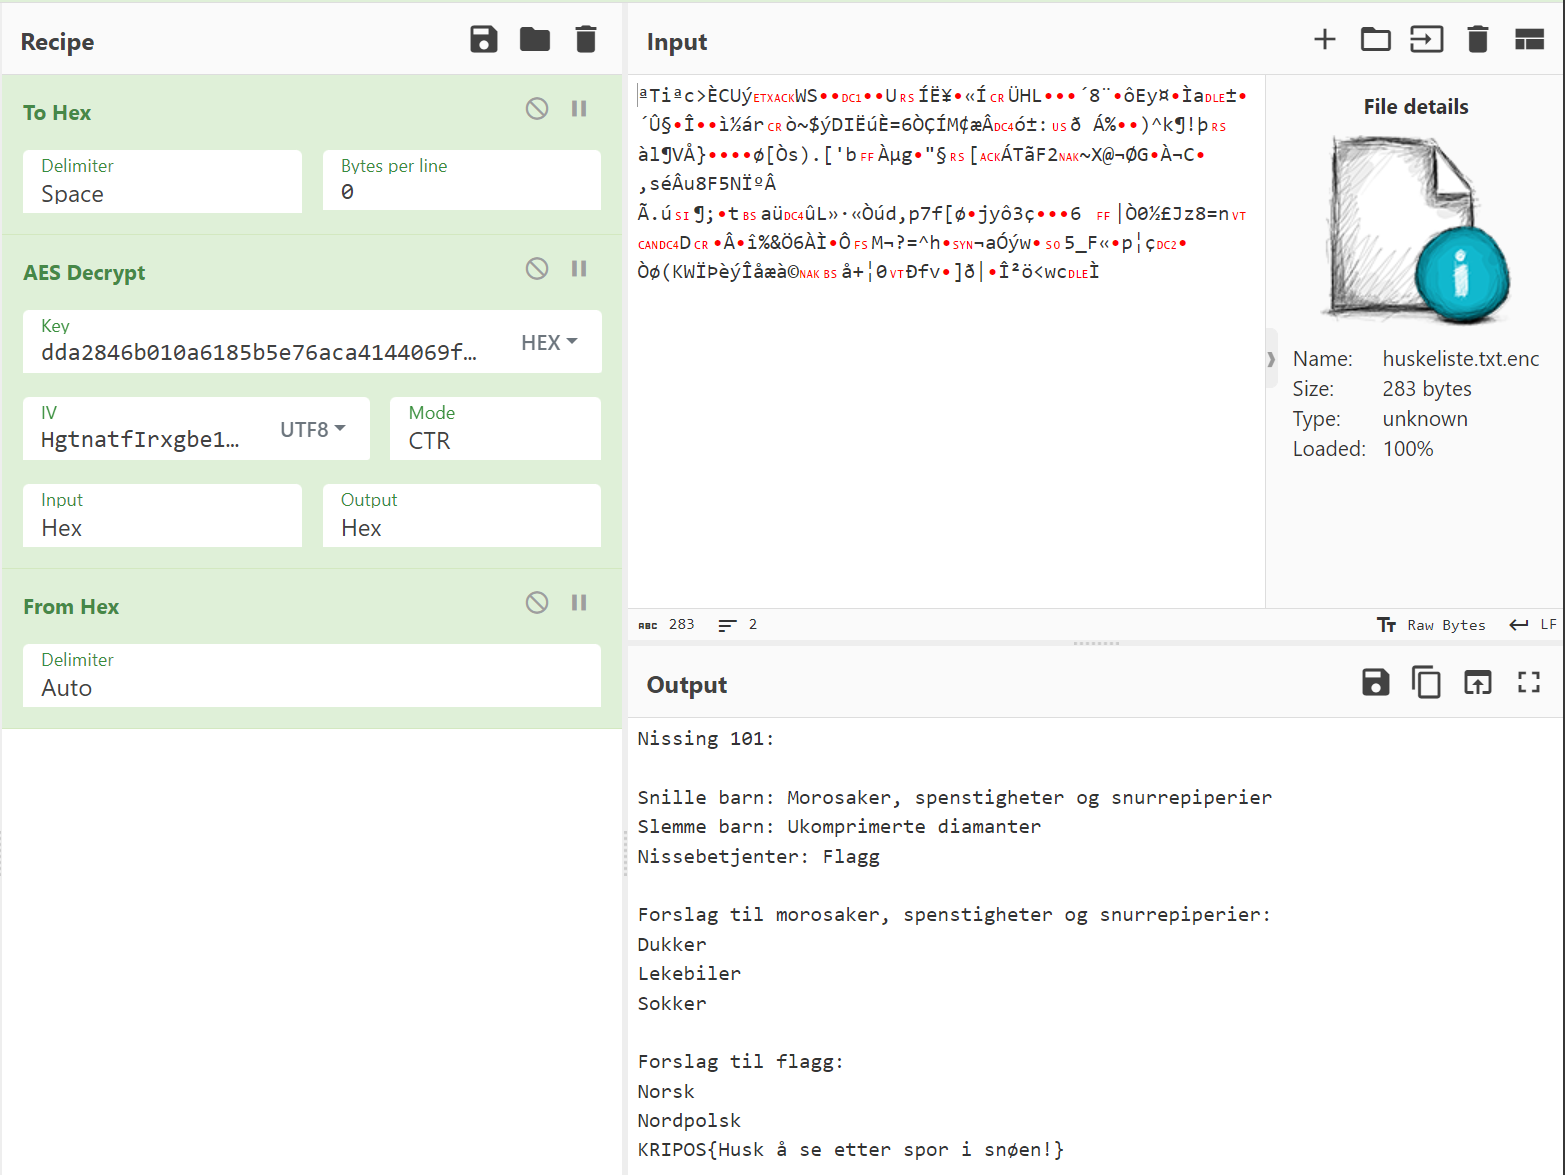 Recipe
To Hex
Delimiter
Space
Bytes per line
0
AES Decrypt
Key
dda2846b010a6185b5e76aca4144069f…
HEX
IV
HgtnatfIrxgbe1…
UTF8
Mode
CTR
Input
Hex
Output
Hex
From Hex
Delimiter
Auto
Input
ªTiªc>ÈCUýETXACKWS••DC1••URSÍË¥•«ÍCRÜHL•••´8¨•ôEy¤•ÌaDLE±•
´Û§•Î••ì½árCRò~$ýDIËúÈ=6ÒÇÍM¢æÂDC4ó±:USð Á%••)^k¶!þRS
àl¶VÅ}••••ø[Òs).['bFFÀµg•"§RS[ACKÁTãF2NAK~X@¬ØG•À¬C•
,séÂu8F5NÏºÂ
Ã.úSI¶;•tBSaüDC4ûL»·«Òúd,p7f[ø•jyô3ç•••6 FF|Ò0½£Jz8=nVT
CANDC4DCR•Â•î%&Ö6ÀÌ•ÔFSM¬?=^h•SYN¬aÓýw•SO5_F«•p¦çDC2•
Òø(KWÏÞèýÎåæà©NAKBSå+¦0VTÐfv•]ð|•Î²ö<wcDLEÌ
File details
Name: huskeliste.txt.enc
Size: 283 bytes
Type: unknown
Loaded: 100%
ABC 283 2
Raw Bytes LF
Output
Nissing 101:
Snille barn: Morosaker, spenstigheter og snurrepiperier
Slemme barn: Ukomprimerte diamanter
Nissebetjenter: Flagg
Forslag til morosaker, spenstigheter og snurrepiperier:
Dukker
Lekebiler
Sokker
Forslag til flagg:
Norsk
Nordpolsk
KRIPOS{Husk å se etter spor i snøen!}